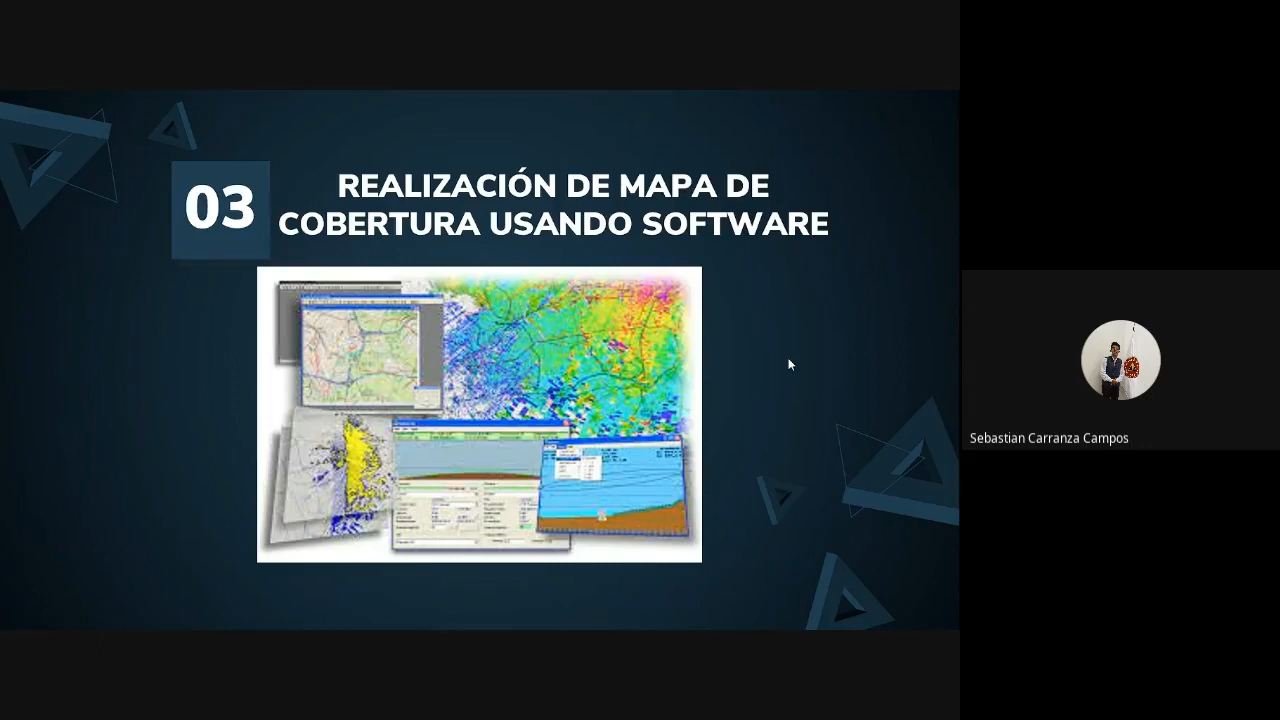 03
REALIZACIÓN DE MAPA DE
COBERTURA USANDO SOFTWARE
Sebastian Carranza Campos